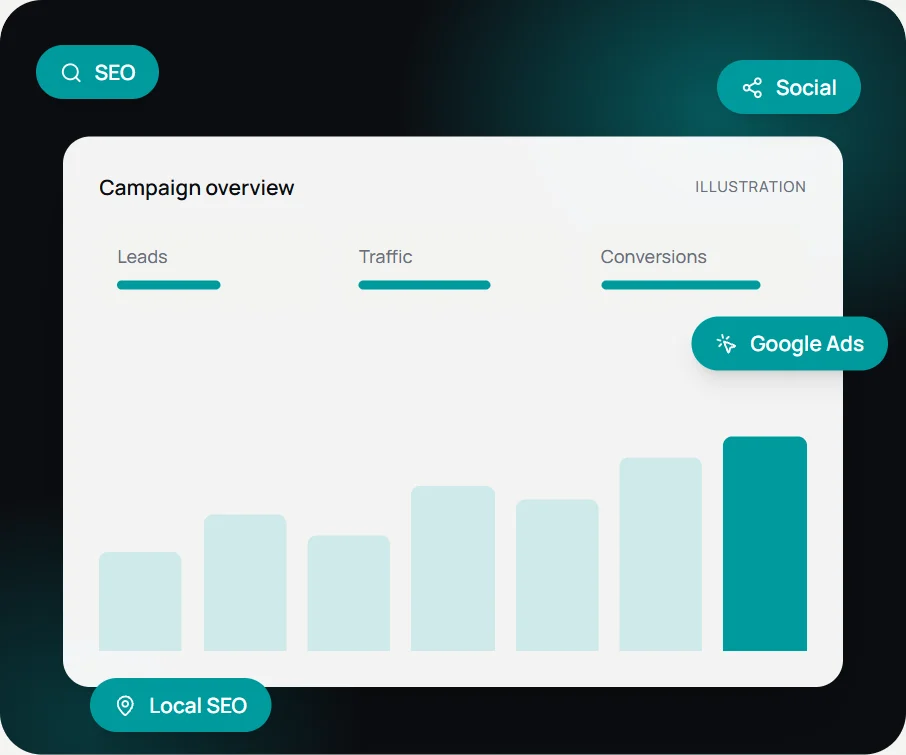 SEO
Social
Campaign overview
ILLUSTRATION
Leads
Traffic
Conversions
Google Ads
Local SEO